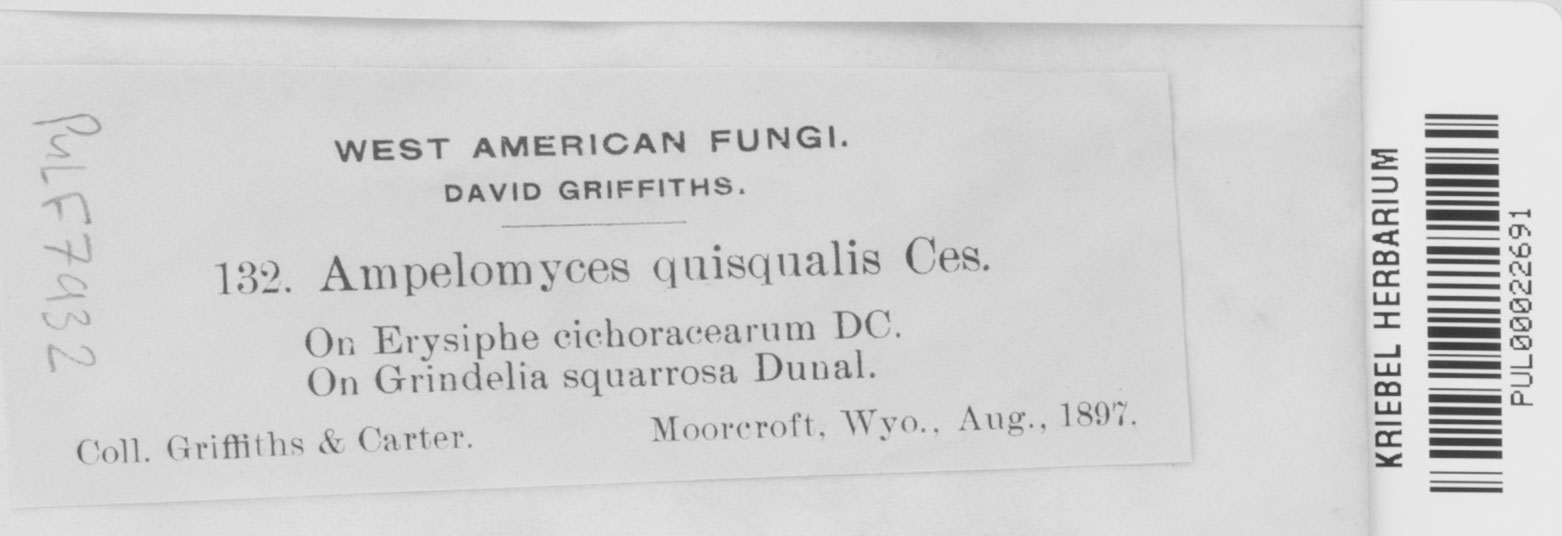 WEST AMERICAN FUNGI.
DAVID GRIFFITHS.
132. Ampelomyces quisqualis Ces.
On Erysiphe cichoracearum DC.
On Grindelia squarrosa Dunal.
Coll. Griffiths & Carter. Moorcroft, Wyo., Aug., 1897.
PULF7932
KRIEBEL HERBARIUM
PUL00022691